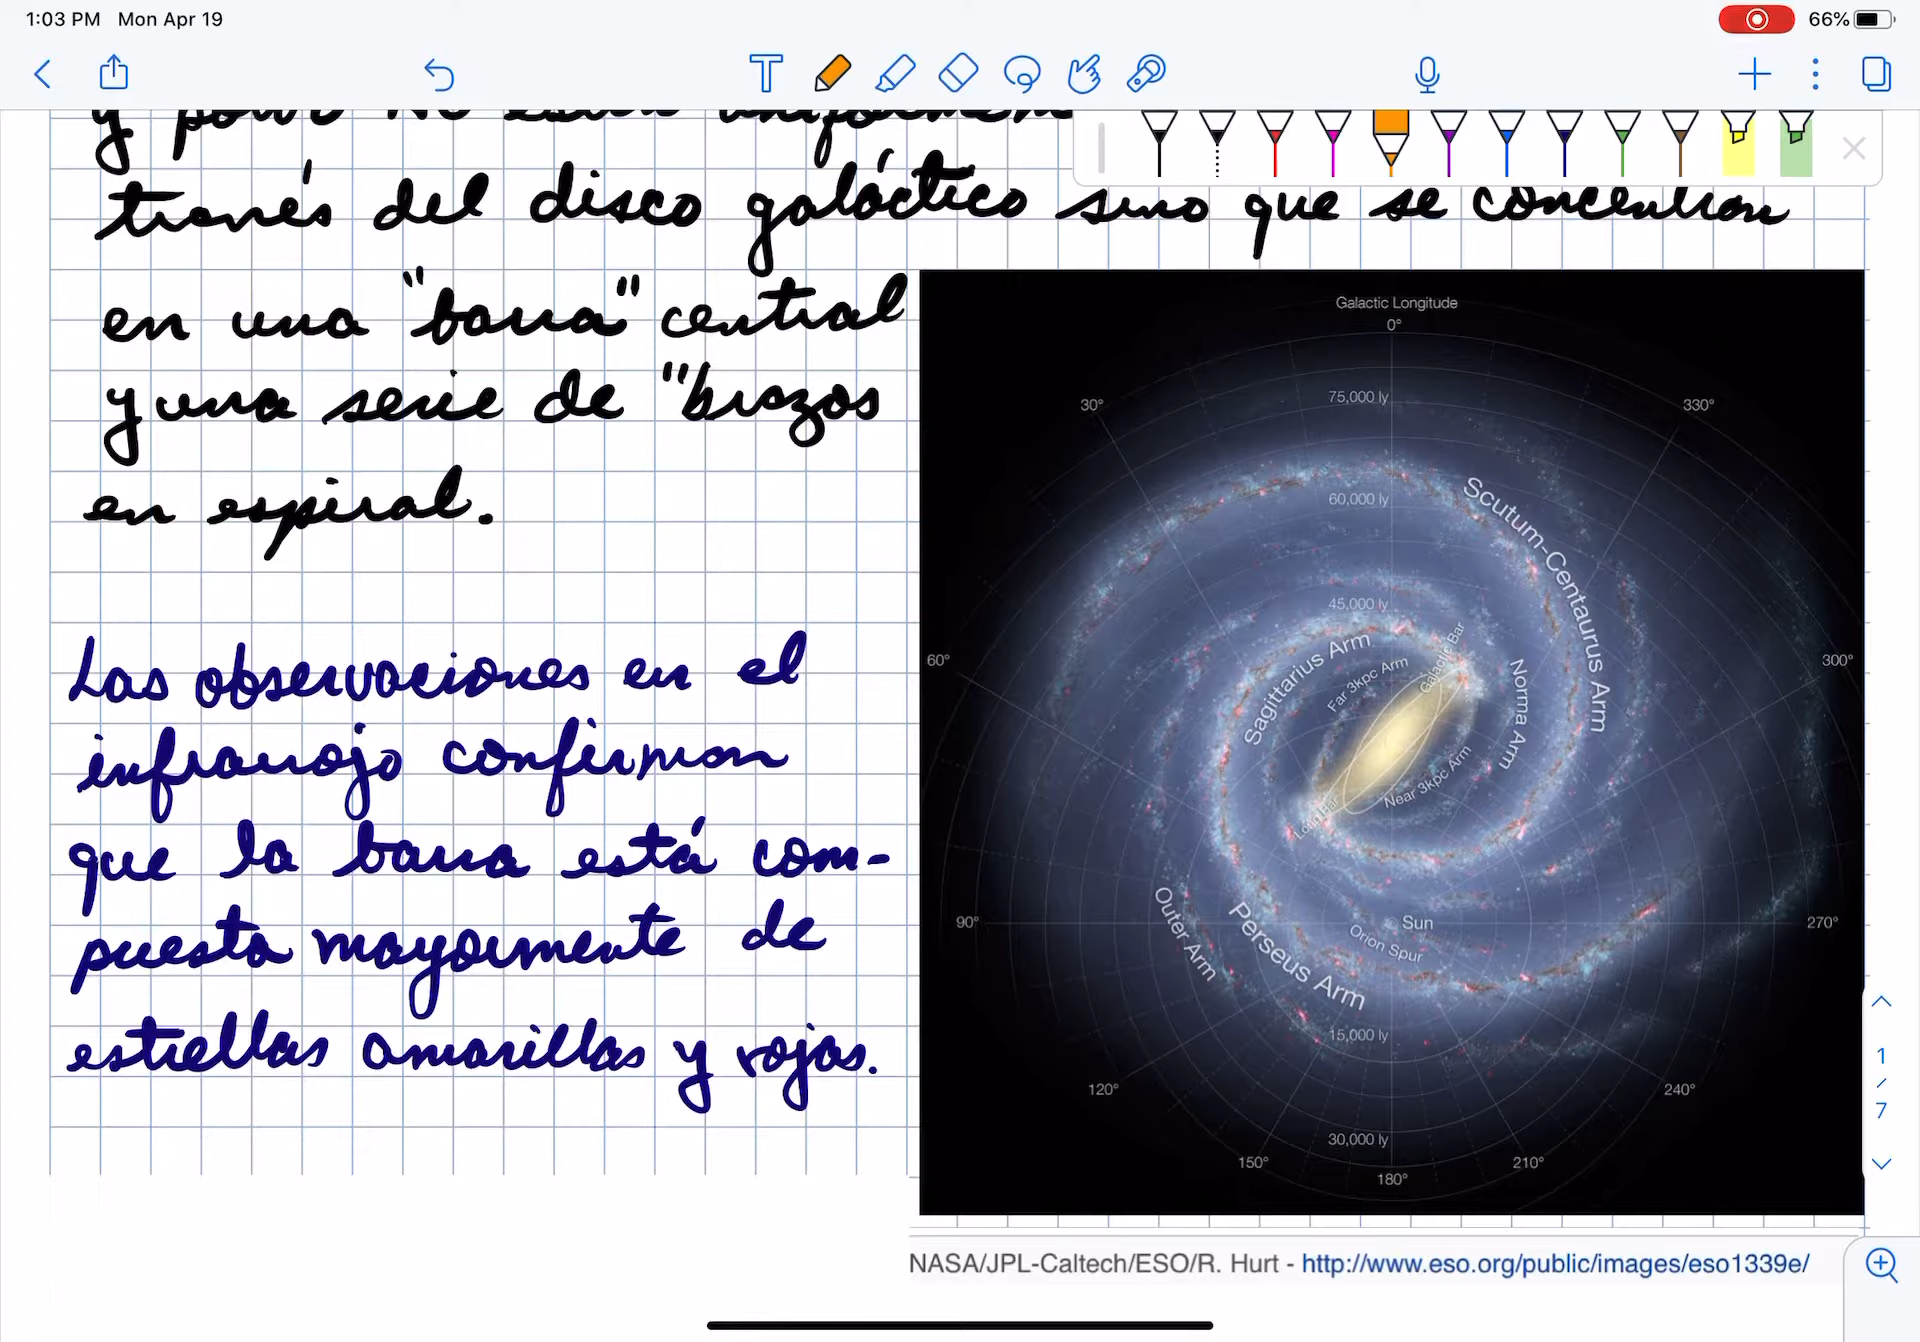 1:03 PM Mon Apr 19
66%
y polvo NO están uniformem
través del disco galáctico sino que se concentran
en una "barra" central
y una serie de "brazos
en espiral.
Las observaciones en el
infrarrojo confirman
que la barra está com-
puesta mayormente de
estrellas amarillas y rojas.
Galactic Longitude
0°
30°
330°
75,000 ly
60,000 ly
Scutum-Centaurus Arm
45,000 ly
60°
300°
Sagittarius Arm
Far 3kpc Arm
Galactic Bar
Norma Arm
Near 3kpc Arm
Long Bar
Outer Arm
Perseus Arm
90°
Sun
270°
Orion Spur
15,000 ly
120°
240°
30,000 ly
150°
210°
180°
1
/
7
NASA/JPL-Caltech/ESO/R. Hurt - http://www.eso.org/public/images/eso1339e/